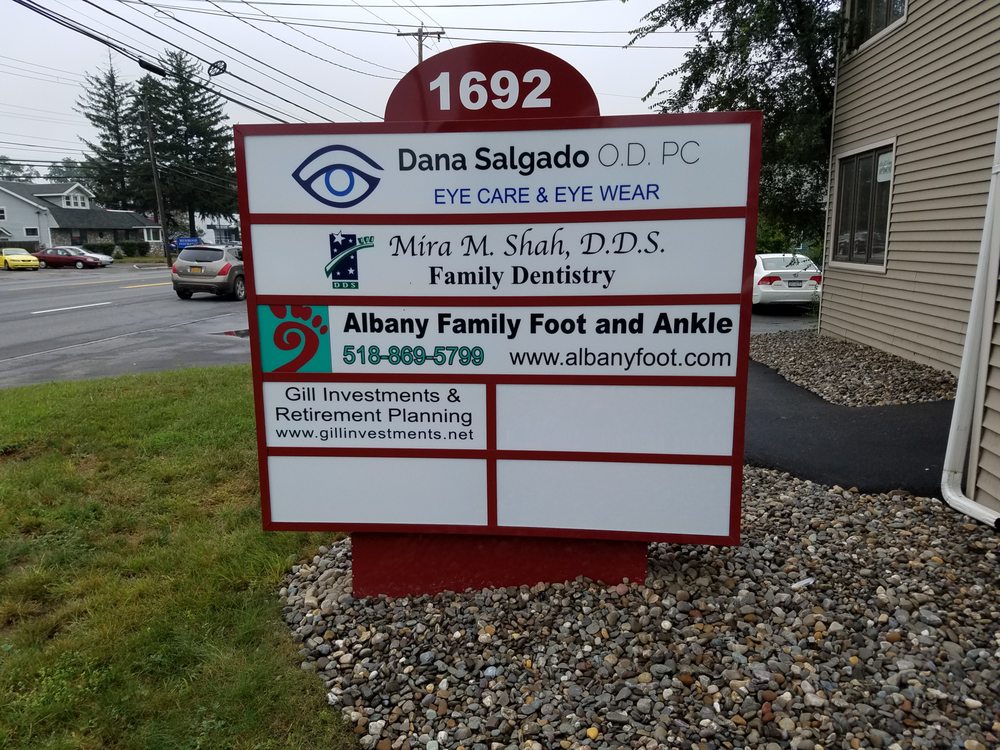 1692
Dana Salgado O.D. PC
EYE CARE & EYE WEAR
Mira M. Shah, D.D.S.
Family Dentistry
DDS
Albany Family Foot and Ankle
518-869-5799 www.albanyfoot.com
Gill Investments &
Retirement Planning
www.gillinvestments.net